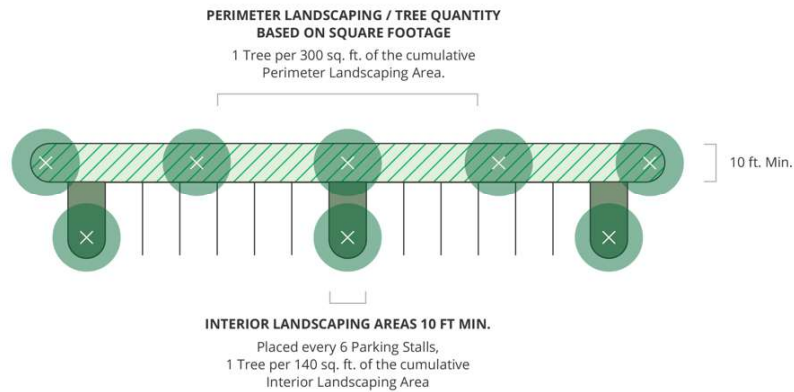 PERIMETER LANDSCAPING / TREE QUANTITY
BASED ON SQUARE FOOTAGE
1 Tree per 300 sq. ft. of the cumulative
Perimeter Landscaping Area.
10 ft. Min.
INTERIOR LANDSCAPING AREAS 10 FT MIN.
Placed every 6 Parking Stalls,
1 Tree per 140 sq. ft. of the cumulative
Interior Landscaping Area